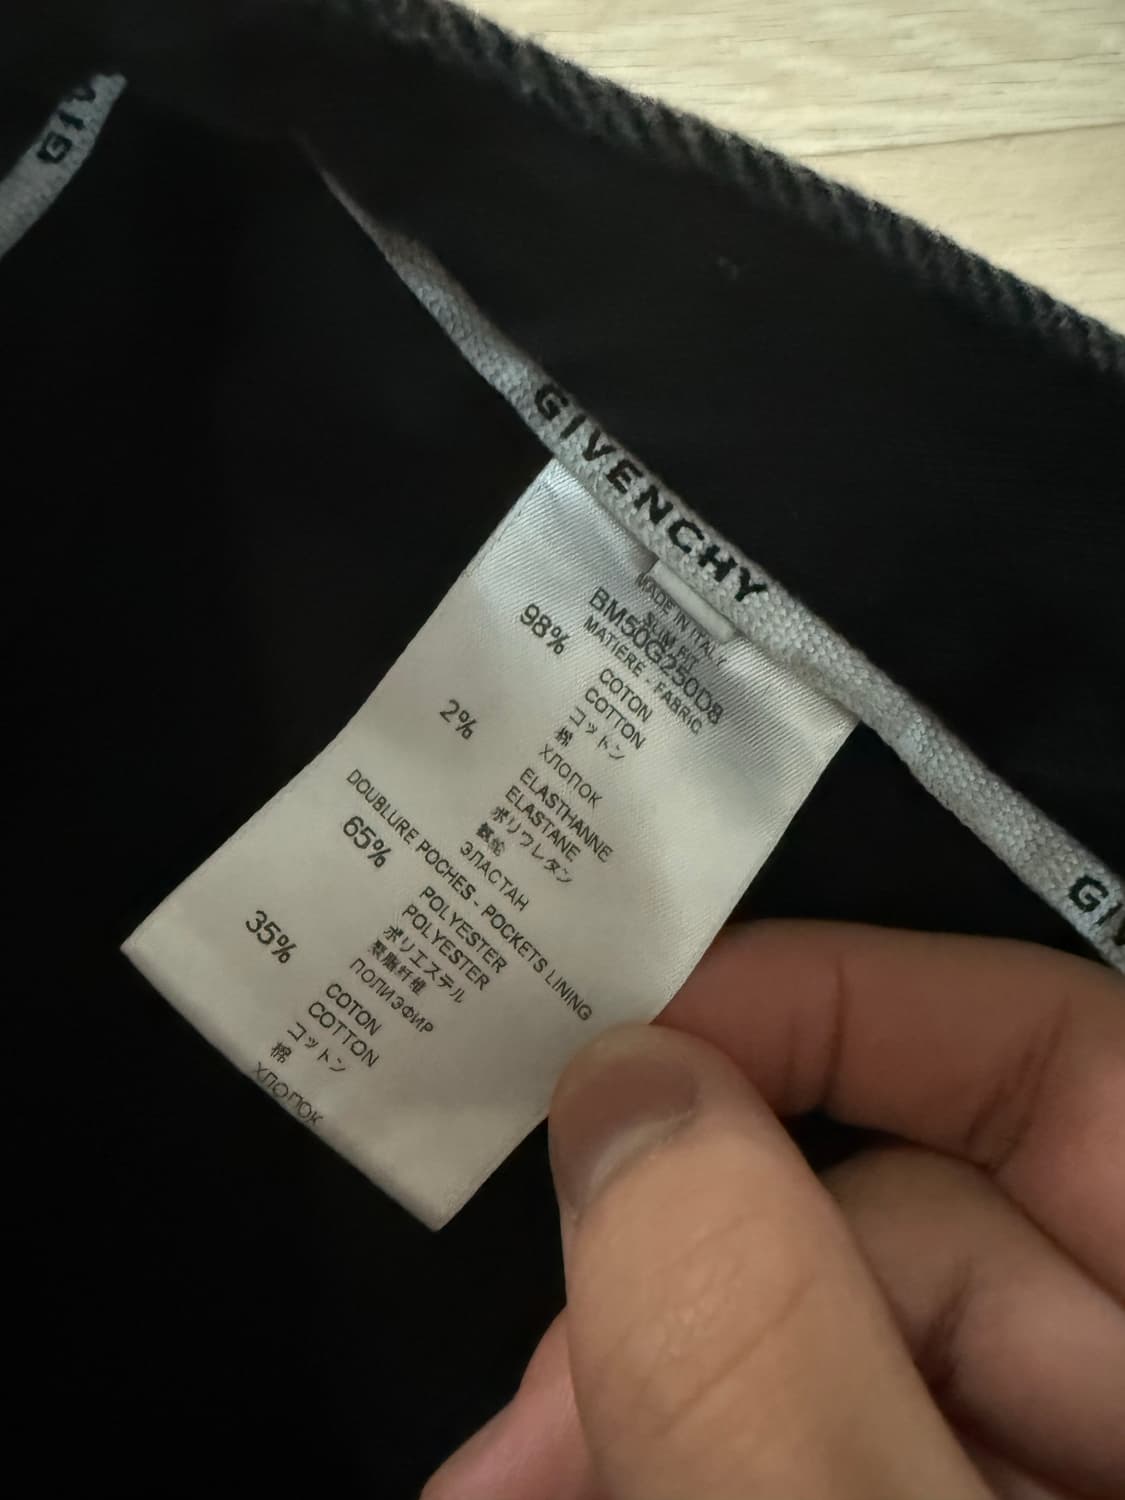 GIV
GIVENCHY
GIV
MADE IN ITALY
SLIM FIT
BM50G250D8
MATIERE - FABRIC
98%
COTON
COTTON
コットン
棉
ХЛОПОК
2%
ELASTHANNE
ELASTANE
ポリウレタン
氨纶
ЭЛАСТАН
DOUBLURE POCHES - POCKETS LINING
65%
POLYESTER
POLYESTER
ポリエステル
聚脂纤维
ПОЛИЭФИР
35%
COTON
COTTON
コットン
棉
ХЛОПОК